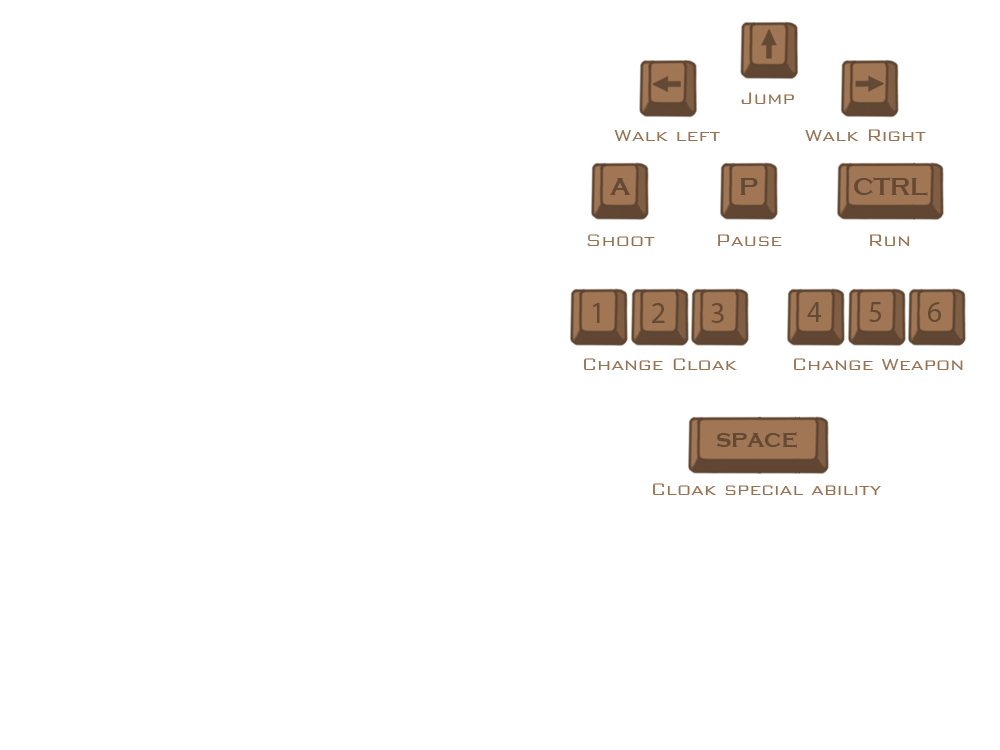 Jump
Walk left Walk Right
A P CTRL
Shoot Pause Run
1 2 3 4 5 6
Change Cloak Change Weapon
SPACE
Cloak special ability